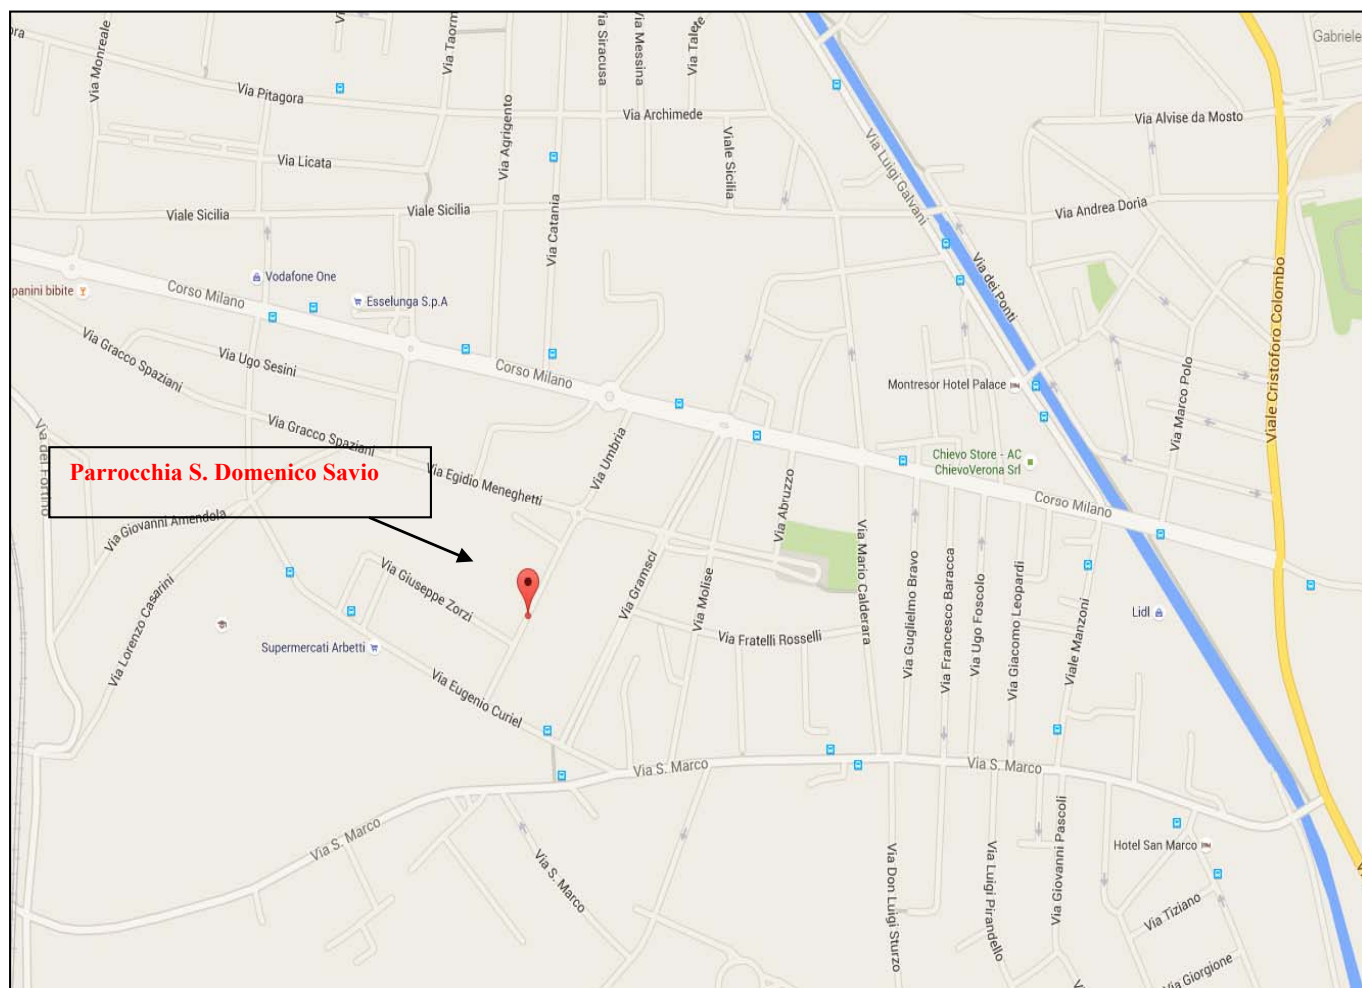 Gabriele
Via Monreale
Via Taorm
Via Siracusa
Via Messina
Via Talete
Via Pitagora
Via Archimede
Via Alvise da Mosto
Via Agrigento
Viale Sicilia
Via Luigi Galvani
Via Licata
Via Andrea Doria
Viale Sicilia
Viale Sicilia
Via Catania
Via dei Ponti
Vodafone One
panini bibite
Corso Milano
Esselunga S.p.A
Viale Cristoforo Colombo
Via Gracco Spaziani
Via Ugo Sesini
Corso Milano
Montresor Hotel Palace
Via Marco Polo
Via Gracco Spaziani
Via Umbria
Via dei Fortino
Parrocchia S. Domenico Savio
Via Egidio Meneghetti
Via Abruzzo
Chievo Store - AC
ChievoVerona Srl
Corso Milano
Via Giovanni Amendola
Via Lorenzo Casarini
Via Giuseppe Zorzi
Via Gramsci
Via Molise
Via Mario Calderara
Via Guglielmo Bravo
Via Francesco Baracca
Via Ugo Foscolo
Via Giacomo Leopardi
Viale Manzoni
Lidl
Supermercati Arbetti
Via Fratelli Rosselli
Via Eugenio Curiel
Via S. Marco
Via S. Marco
Via S. Marco
Via S. Marco
Via Don Luigi Sturzo
Via Luigi Pirandello
Via Giovanni Pascoli
Hotel San Marco
Via Tiziano
Via Giorgione